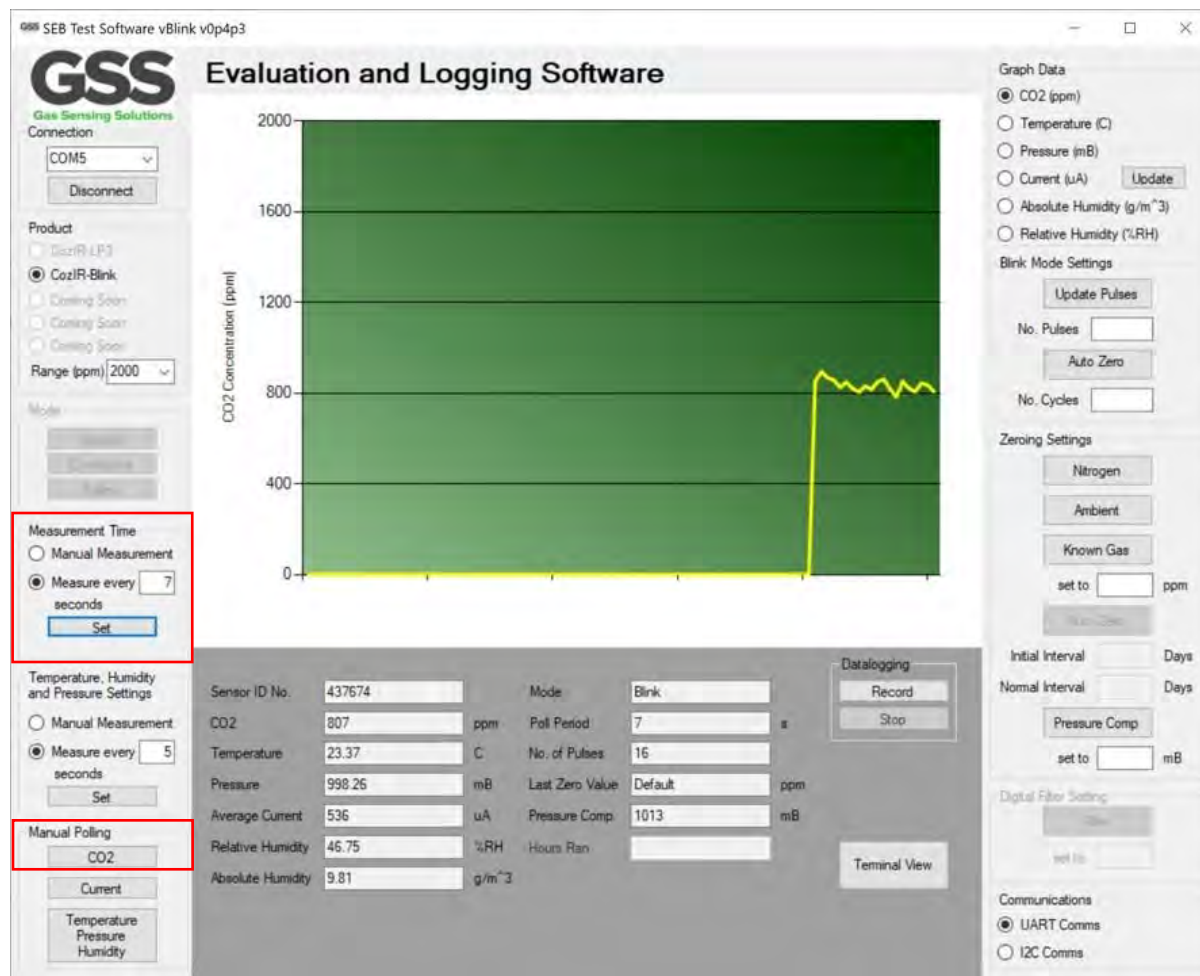 GSS SEB Test Software vBlink v0p4p3
GSS
Gas Sensing Solutions
Evaluation and Logging Software
Connection
COM5
Disconnect
Product
CozIR-LP3
CozIR-Blink
Coming Soon
Coming Soon
Coming Soon
Range (ppm) 2000
Mode
Measurement Time
Manual Measurement
Measure every 7
seconds
Set
Temperature, Humidity
and Pressure Settings
Manual Measurement
Measure every 5
seconds
Set
Manual Polling
CO2
Current
Temperature
Pressure
Humidity
CO2 Concentration (ppm)
2000
1600
1200
800
400
0
Sensor ID No. 437674
CO2 807 ppm
Temperature 23.37 C
Pressure 998.26 mB
Average Current 536 uA
Relative Humidity 46.75 %RH
Absolute Humidity 9.81 g/m^3
Mode Blink
Poll Period 7 s
No. of Pulses 16
Last Zero Value Default ppm
Pressure Comp 1013 mB
Hours Ran
Datalogging
Record
Stop
Terminal View
Graph Data
CO2 (ppm)
Temperature (C)
Pressure (mB)
Current (uA) Update
Absolute Humidity (g/m^3)
Relative Humidity (%RH)
Blink Mode Settings
Update Pulses
No. Pulses
Auto Zero
No. Cycles
Zeroing Settings
Nitrogen
Ambient
Known Gas
set to ppm
Auto Zero
Initial Interval Days
Normal Interval Days
Pressure Comp
set to mB
Digital Filter Setting
set to
Communications
UART Comms
I2C Comms